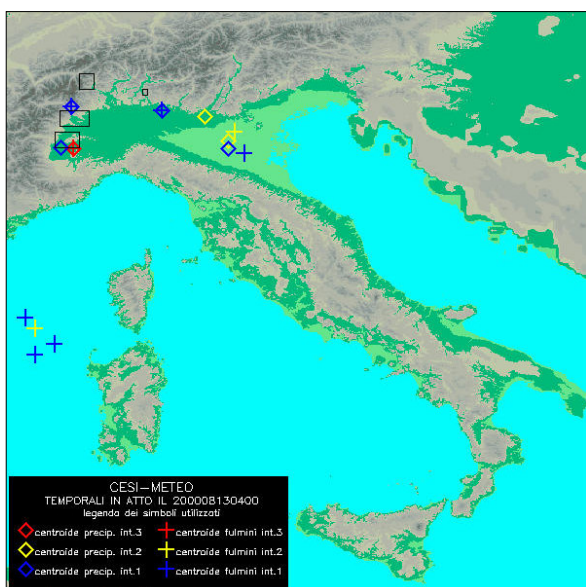 CESI-METEO
TEMPORALI IN ATTO IL 200008130400
legenda dei simboli utilizzati
centroide precip. int.3 centroide fulmini int.3
centroide precip. int.2 centroide fulmini int.2
centroide precip. int.1 centroide fulmini int.1